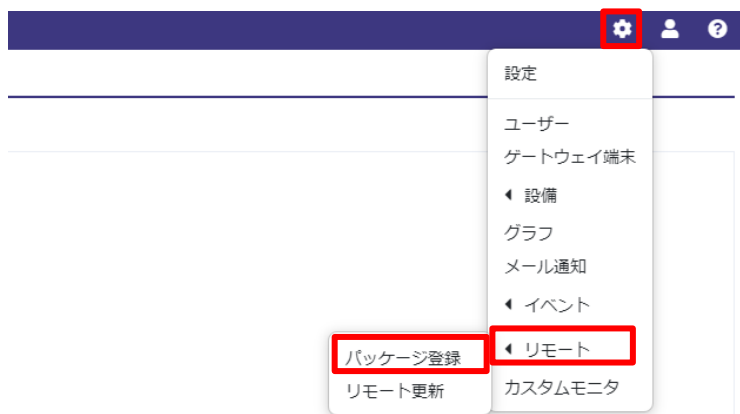 設定
ユーザー
ゲートウェイ端末
設備
グラフ
メール通知
イベント
リモート
パッケージ登録
リモート更新
カスタムモニタ